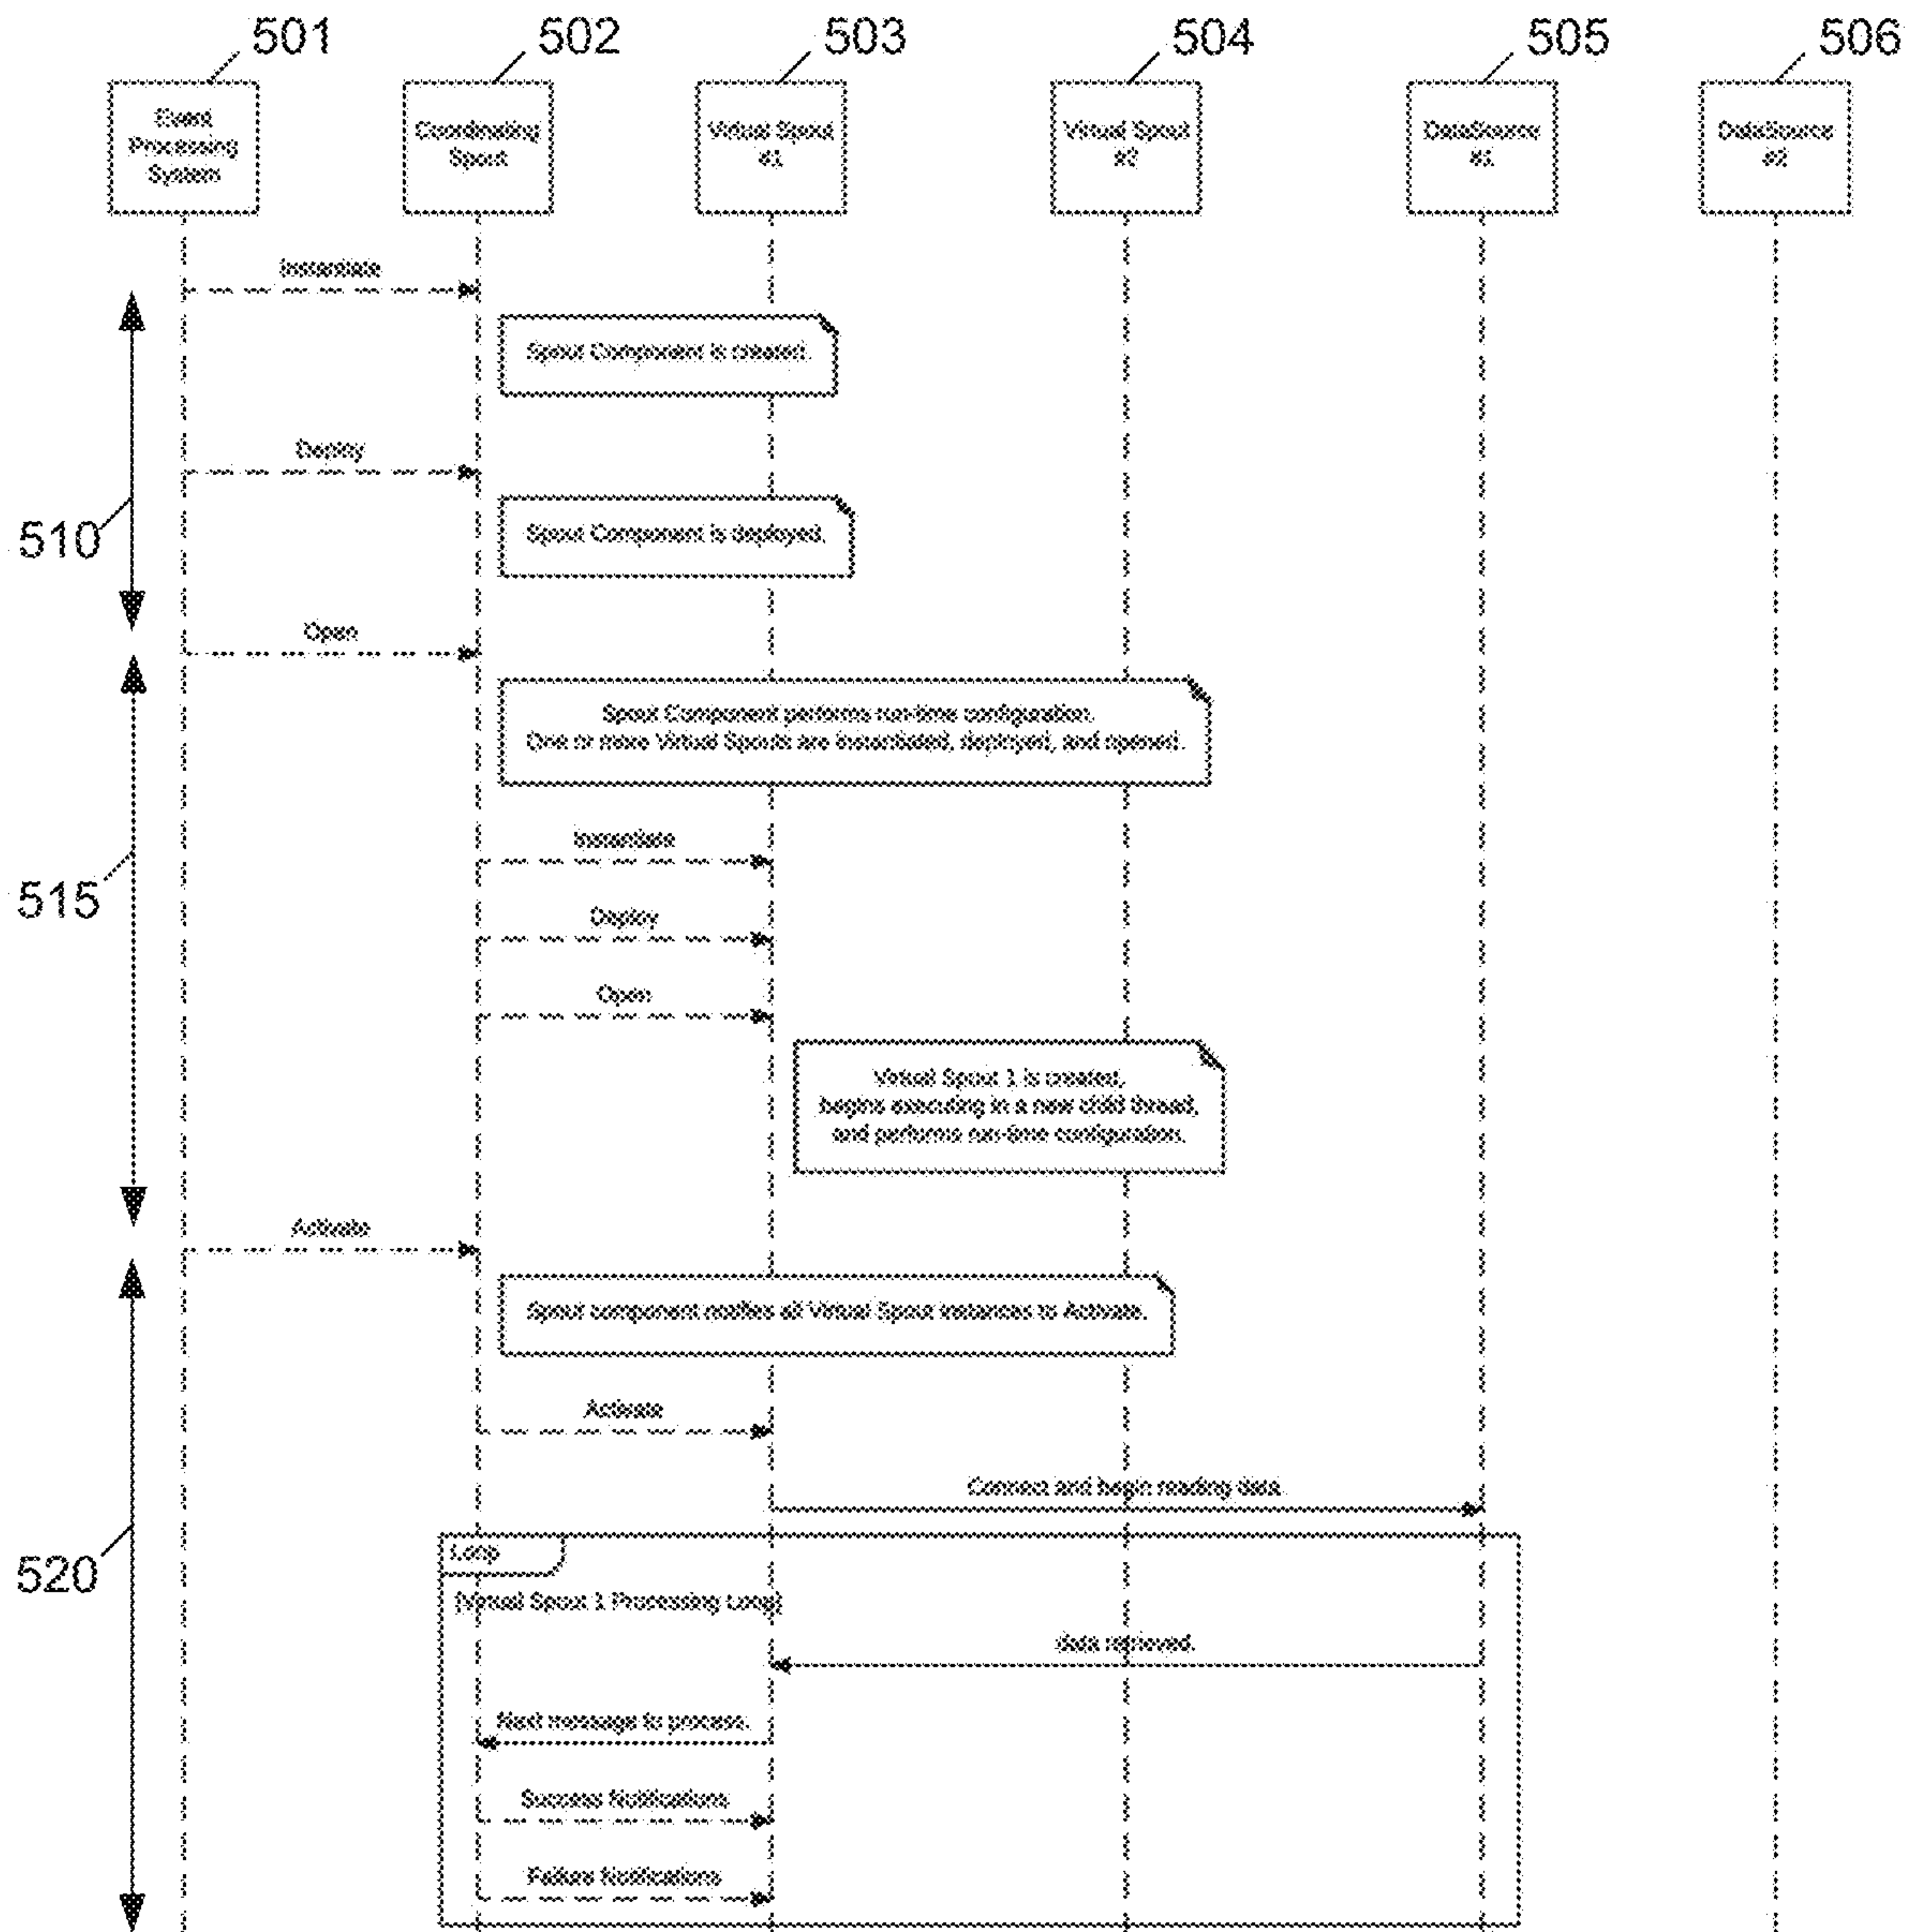 501
502
503
504
505
506
Event
Processing
System
Coordinating
Spout
Virtual Spout
#1
Virtual Spout
#2
DataSource
#1
DataSource
#2
Instantiate
Spout Component is created.
Deploy
510
Spout Component is deployed.
Open
Spout Component performs run-time configuration.
One or more Virtual Spouts are instantiated, deployed, and opened.
Instantiate
515
Deploy
Open
Virtual Spout 1 is created,
begins executing in a new child thread,
and performs run-time configuration.
Activate
Spout component notifies all Virtual Spout instances to Activate.
Activate
Connect and begin reading data
520
Loop
[Virtual Spout 1 Processing Loop]
data retrieved.
Next message to process.
Success Notifications
Failure Notifications